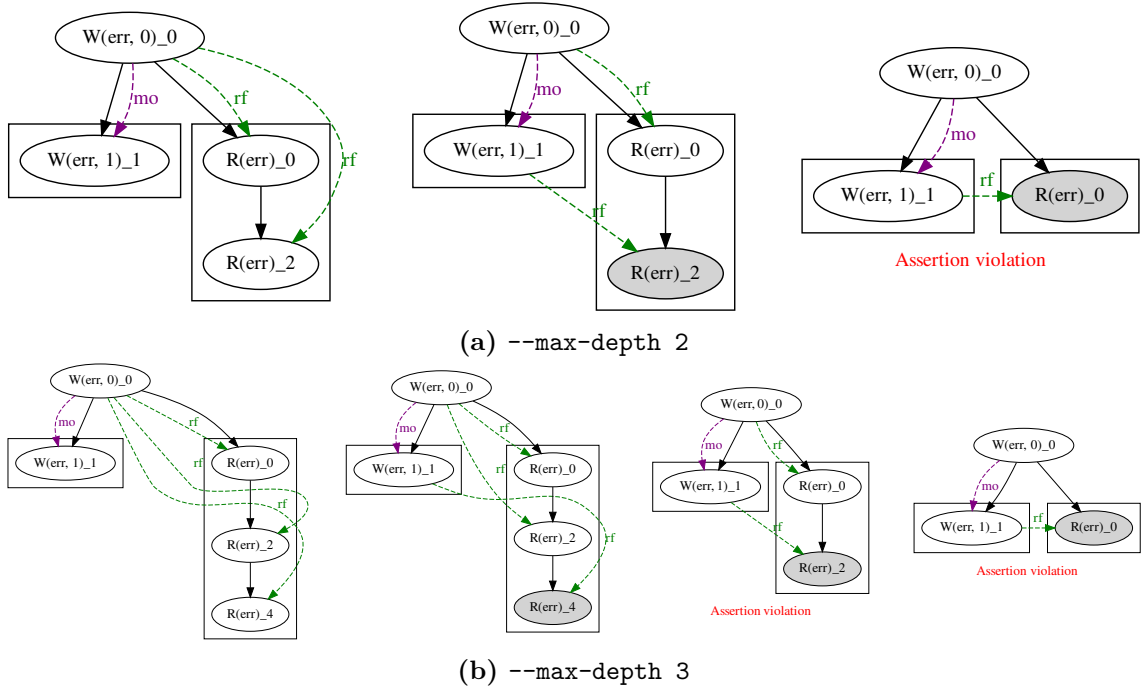 W(err, 0)_0
mo
rf
rf
W(err, 1)_1
R(err)_0
R(err)_2
W(err, 0)_0
mo
rf
W(err, 1)_1
R(err)_0
rf
R(err)_2
W(err, 0)_0
mo
W(err, 1)_1
rf
R(err)_0
Assertion violation
(a) --max-depth 2
W(err, 0)_0
mo
rf
rf
rf
W(err, 1)_1
R(err)_0
R(err)_2
R(err)_4
W(err, 0)_0
mo
rf
rf
W(err, 1)_1
R(err)_0
R(err)_2
rf
R(err)_4
W(err, 0)_0
mo
rf
W(err, 1)_1
R(err)_0
rf
R(err)_2
Assertion violation
W(err, 0)_0
mo
W(err, 1)_1
rf
R(err)_0
Assertion violation
(b) --max-depth 3